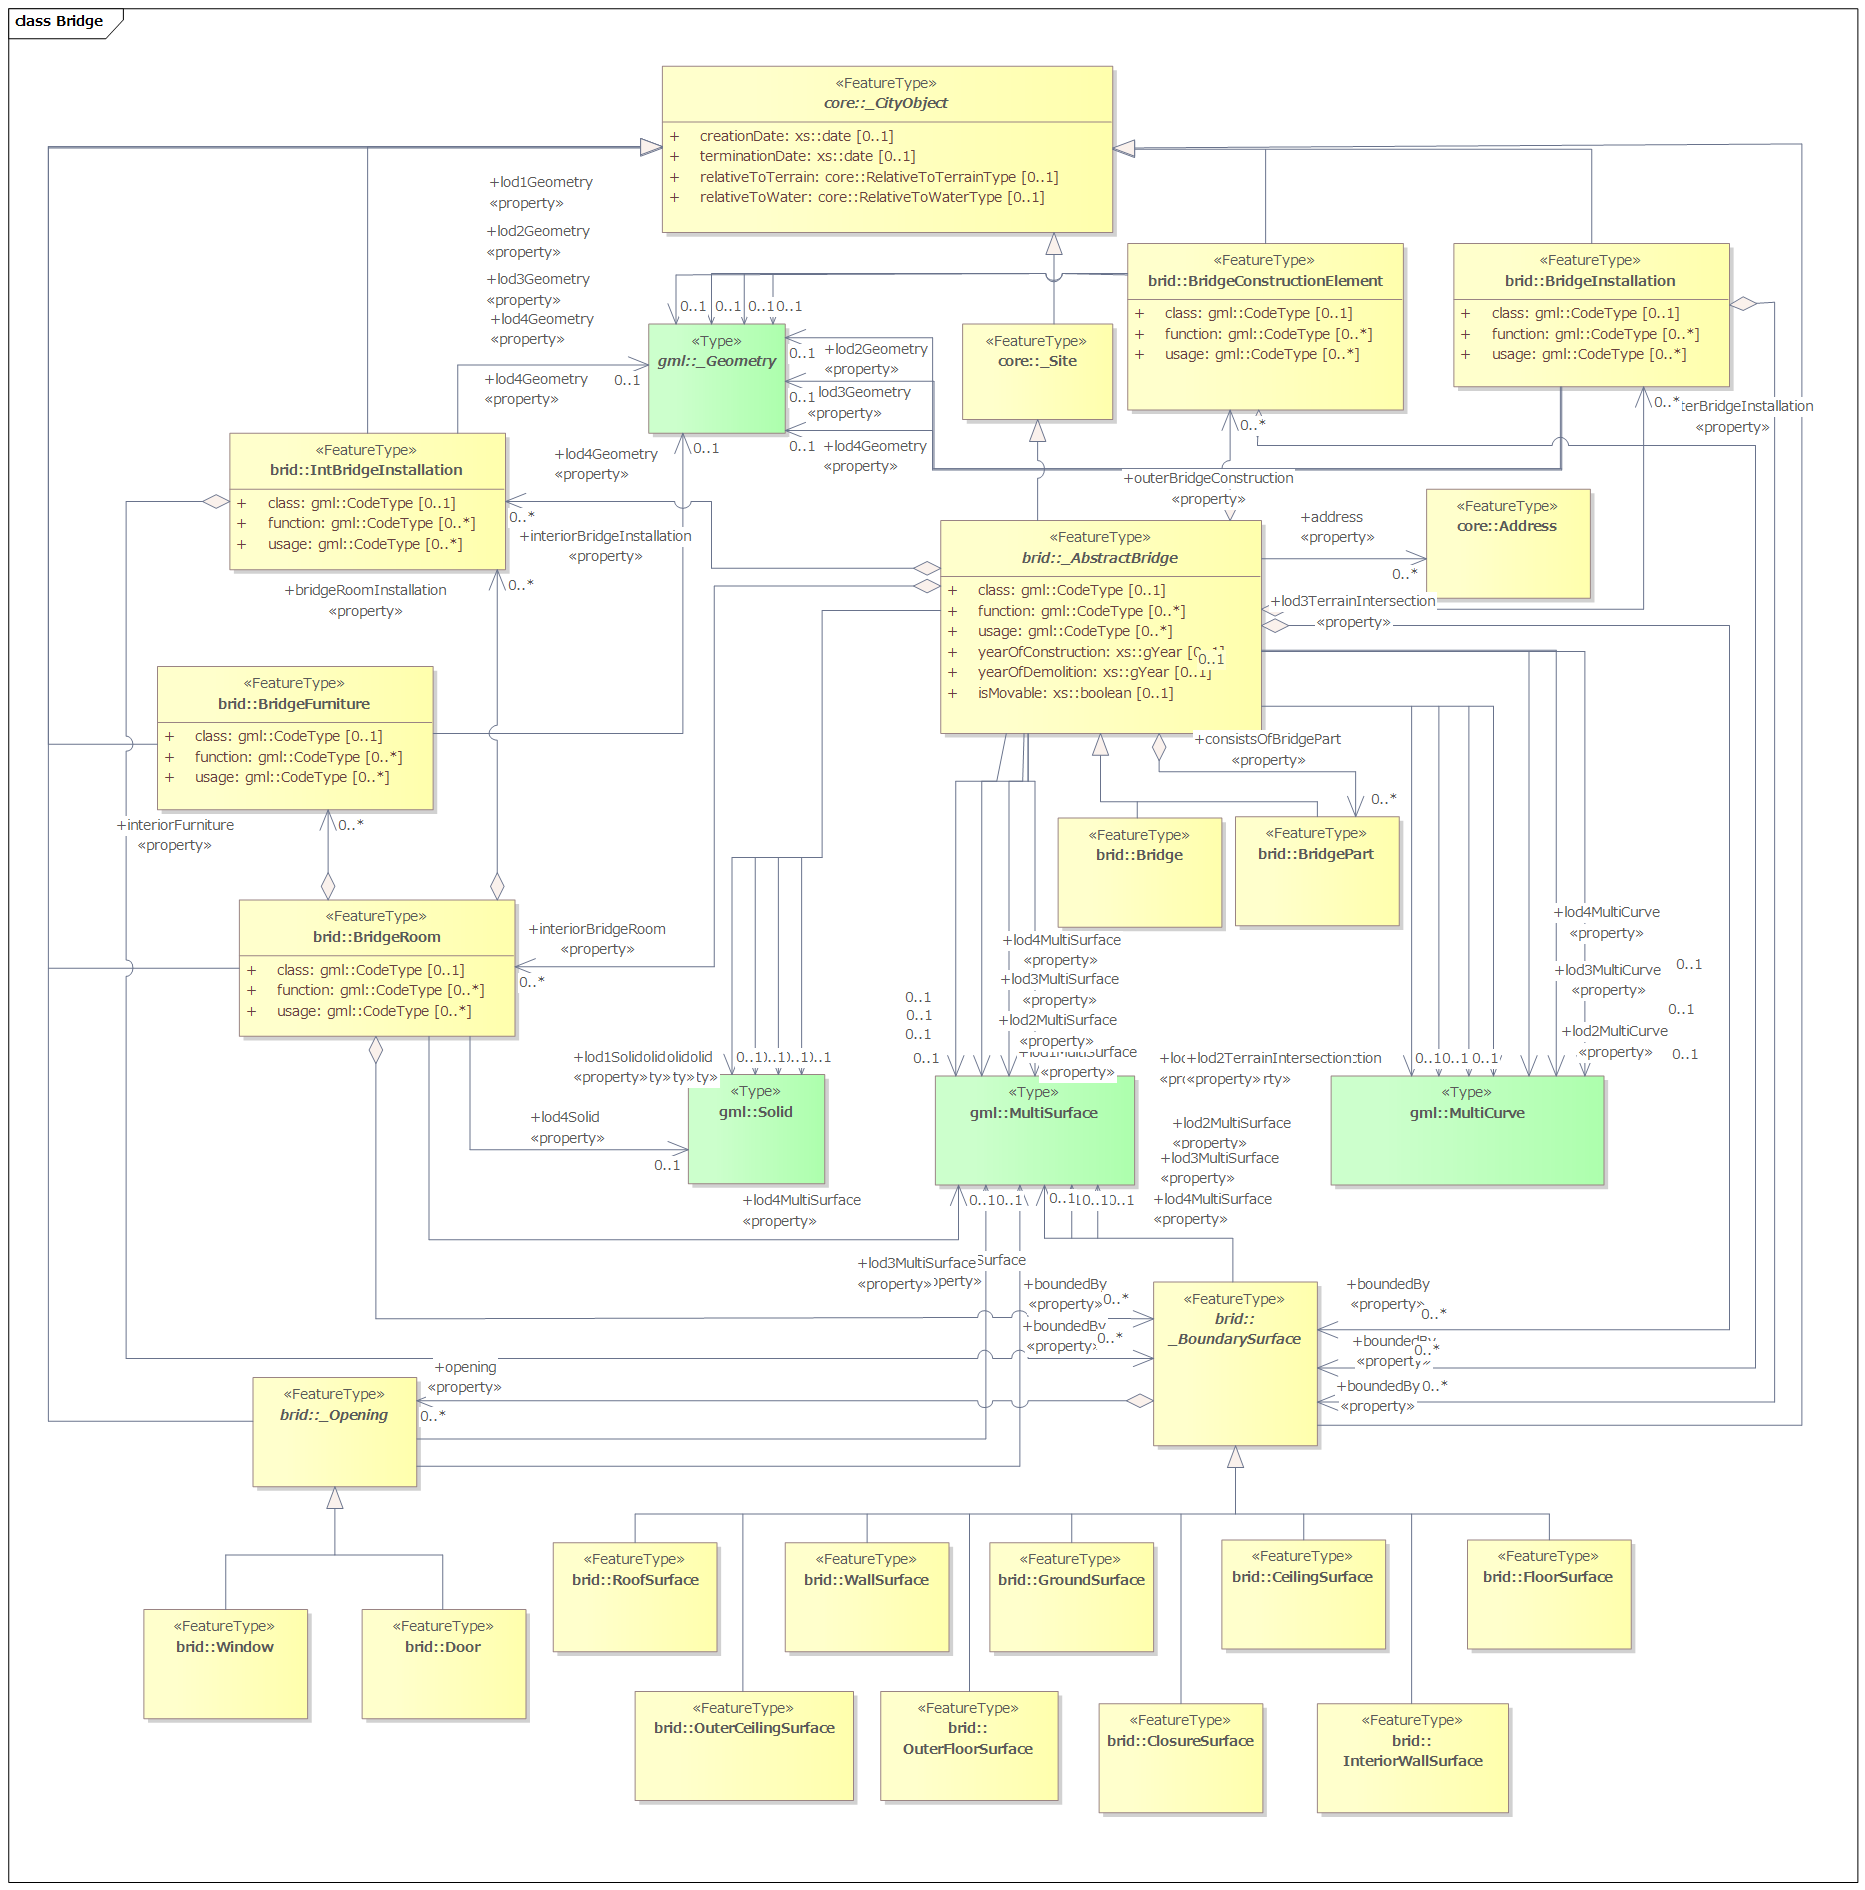 class Bridge
«FeatureType»
core::_CityObject
+ creationDate: xs::date [0..1]
+ terminationDate: xs::date [0..1]
+ relativeToTerrain: core::RelativeToTerrainType [0..1]
+ relativeToWater: core::RelativeToWaterType [0..1]
+lod1Geometry
«property»
+lod2Geometry
«property»
+lod3Geometry
«property»
+lod4Geometry
«property»
0..1
0..1
0..1
0..1
«FeatureType»
brid::BridgeConstructionElement
+ class: gml::CodeType [0..1]
+ function: gml::CodeType [0..*]
+ usage: gml::CodeType [0..*]
«FeatureType»
brid::BridgeInstallation
+ class: gml::CodeType [0..1]
+ function: gml::CodeType [0..*]
+ usage: gml::CodeType [0..*]
«Type»
gml::_Geometry
«FeatureType»
core::_Site
0..1
+lod2Geometry
«property»
0..1
lod3Geometry
«property»
0..1
+lod4Geometry
«property»
+lod4Geometry
«property»
0..1
0..*
terBridgeInstallation
«property»
0..*
0..1
+lod4Geometry
«property»
«FeatureType»
brid::IntBridgeInstallation
+ class: gml::CodeType [0..1]
+ function: gml::CodeType [0..*]
+ usage: gml::CodeType [0..*]
0..*
+interiorBridgeInstallation
«property»
+outerBridgeConstruction
«property»
«FeatureType»
core::Address
+address
«property»
0..*
«FeatureType»
brid::_AbstractBridge
+ class: gml::CodeType [0..1]
+ function: gml::CodeType [0..*]
+ usage: gml::CodeType [0..*]
+ yearOfConstruction: xs::gYear [0..1]
0..1
+ yearOfDemolition: xs::gYear [0..1]
+ isMovable: xs::boolean [0..1]
+lod3TerrainIntersection
«property»
+bridgeRoomInstallation
«property»
0..*
«FeatureType»
brid::BridgeFurniture
+ class: gml::CodeType [0..1]
+ function: gml::CodeType [0..*]
+ usage: gml::CodeType [0..*]
+consistsOfBridgePart
«property»
0..*
+interiorFurniture
«property»
0..*
«FeatureType»
brid::Bridge
«FeatureType»
brid::BridgePart
«FeatureType»
brid::BridgeRoom
+ class: gml::CodeType [0..1]
+ function: gml::CodeType [0..*]
+ usage: gml::CodeType [0..*]
+interiorBridgeRoom
«property»
0..*
+lod4MultiSurface
«property»
+lod3MultiSurface
«property»
+lod2MultiSurface
«property»
+lod1MultiSurface
«property»
0..1
0..1
0..1
0..1
+lod4MultiCurve
«property»
+lod3MultiCurve
«property»
0..1
0..1
+lod2MultiCurve
«property»
0..1
+lod1Solidolidolidolid
«property»ty»ty»ty»
0..1)..1)..1)..1
+loc+lod2TerrainIntersection:tion
«pr(«property»rty»
0..10..1 0..1
«Type»
gml::Solid
«Type»
gml::MultiSurface
«Type»
gml::MultiCurve
+lod4Solid
«property»
0..1
+lod2MultiSurface
«property»
+lod3MultiSurface
«property»
+lod4MultiSurface
«property»
+lod4MultiSurface
«property»
0..10..1
0..1
0..10..1
+lod3MultiSurface
Surface
«property»
operty»
+boundedBy
«property»
0..*
+boundedBy
«property»
0..*
«FeatureType»
brid::
_BoundarySurface
+boundedBy
«property»
0..*
+boundedBy
«property»
0..*
+boundedBy
0..*
«property»
+opening
«property»
0..*
«FeatureType»
brid::_Opening
«FeatureType»
brid::RoofSurface
«FeatureType»
brid::WallSurface
«FeatureType»
brid::GroundSurface
«FeatureType»
brid::CeilingSurface
«FeatureType»
brid::FloorSurface
«FeatureType»
brid::Window
«FeatureType»
brid::Door
«FeatureType»
brid::OuterCeilingSurface
«FeatureType»
brid::
OuterFloorSurface
«FeatureType»
brid::ClosureSurface
«FeatureType»
brid::
InteriorWallSurface